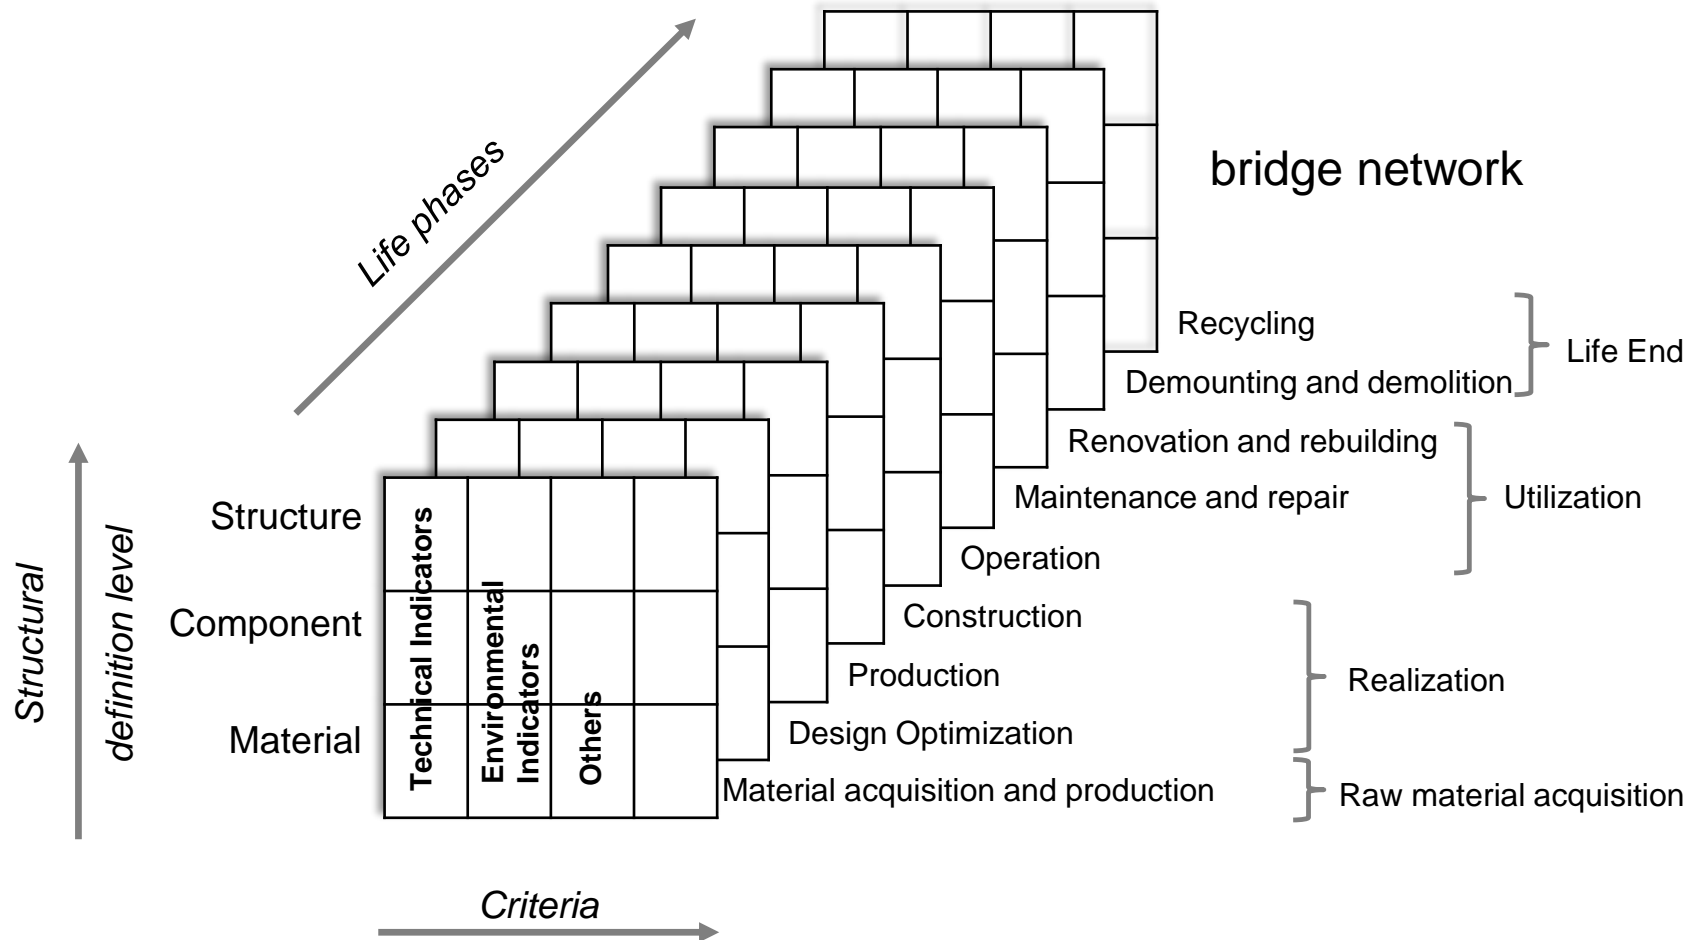 Life phases
bridge network
Recycling
Life End
Demounting and demolition
Renovation and rebuilding
Maintenance and repair
Utilization
Operation
Construction
Production
Realization
Design Optimization
Material acquisition and production
Raw material acquisition
Structural
definition level
Structure
Component
Material
Technical Indicators
Environmental
Indicators
Others
Criteria